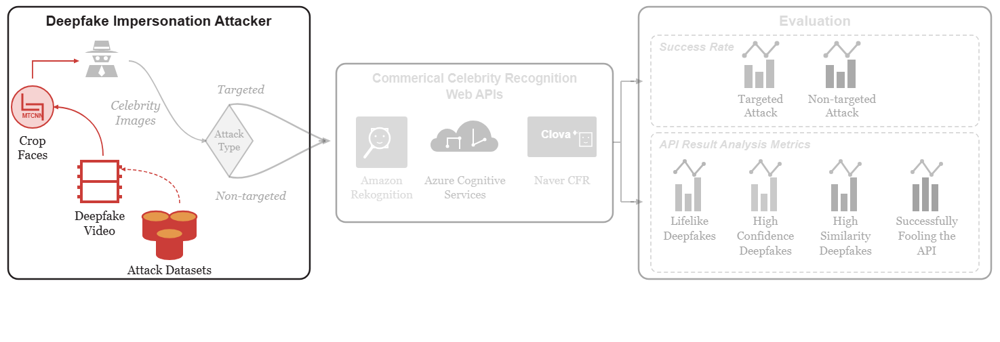 Deepfake Impersonation Attacker
MTCNN
Crop
Faces
Celebrity
Images
Targeted
Attack
Type
Non-targeted
Deepfake
Video
Attack Datasets
Commerical Celebrity Recognition
Web APIs
Clova
Amazon
Rekognition
Azure Cognitive
Services
Naver CFR
Evaluation
Success Rate
Targeted
Attack
Non-targeted
Attack
API Result Analysis Metrics
Lifelike
Deepfakes
High
Confidence
Deepfakes
High
Similarity
Deepfakes
Successfully
Fooling the
API